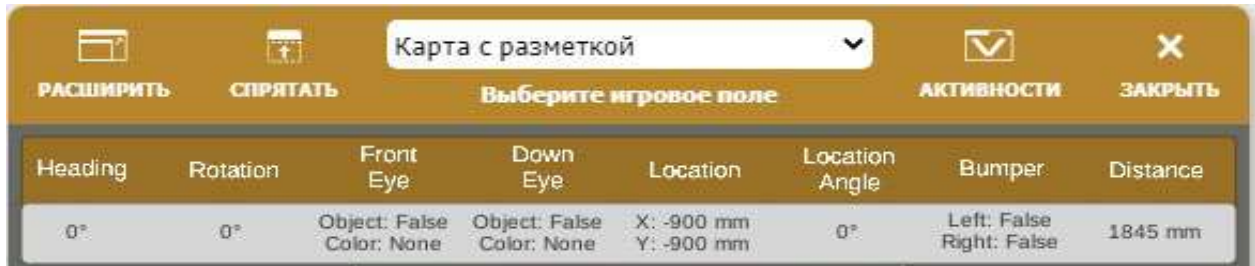 Карта с разметкой
РАСШИРИТЬ СПРЯТАТЬ Выберите игровое поле АКТИВНОСТИ ЗАКРЫТЬ
Heading Rotation Front Eye Down Eye Location Location Angle Bumper Distance
0° 0° Object: False Object: False X: -900 mm 0° Left: False 1845 mm
Color: None Color: None Y: -900 mm Right: False